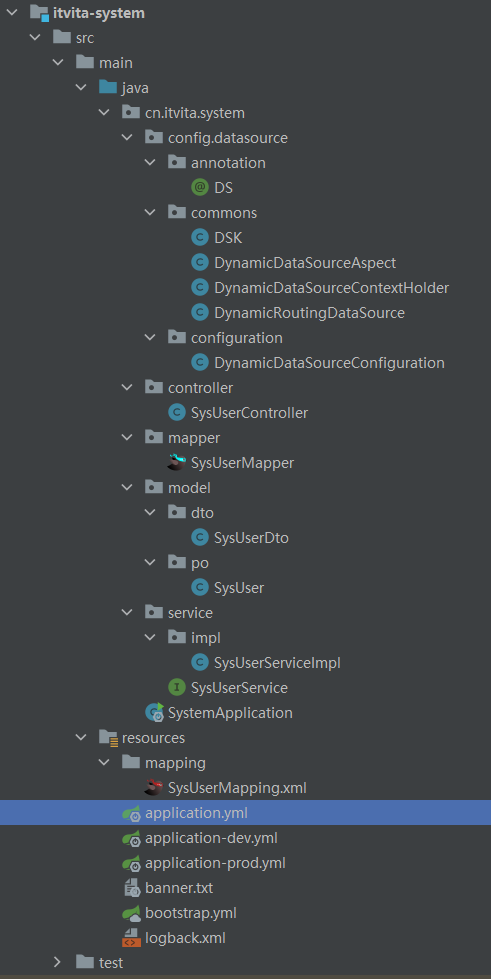 itvita-system
src
main
java
cn.itvita.system
config.datasource
annotation
DS
commons
DSK
DynamicDataSourceAspect
DynamicDataSourceContextHolder
DynamicRoutingDataSource
configuration
DynamicDataSourceConfiguration
controller
SysUserController
mapper
SysUserMapper
model
dto
SysUserDto
po
SysUser
service
impl
SysUserServiceImpl
SysUserService
SystemApplication
resources
mapping
SysUserMapping.xml
application.yml
application-dev.yml
application-prod.yml
banner.txt
bootstrap.yml
logback.xml
test